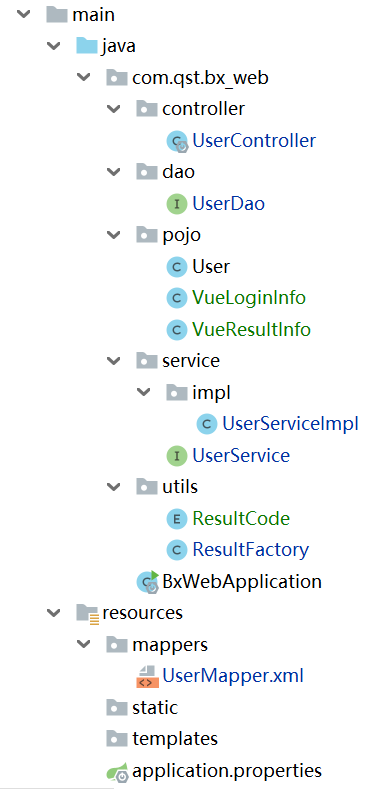 main
java
com.qst.bx_web
controller
UserController
dao
UserDao
pojo
User
VueLoginInfo
VueResultInfo
service
impl
UserServiceImpl
UserService
utils
ResultCode
ResultFactory
BxWebApplication
resources
mappers
UserMapper.xml
static
templates
application.properties